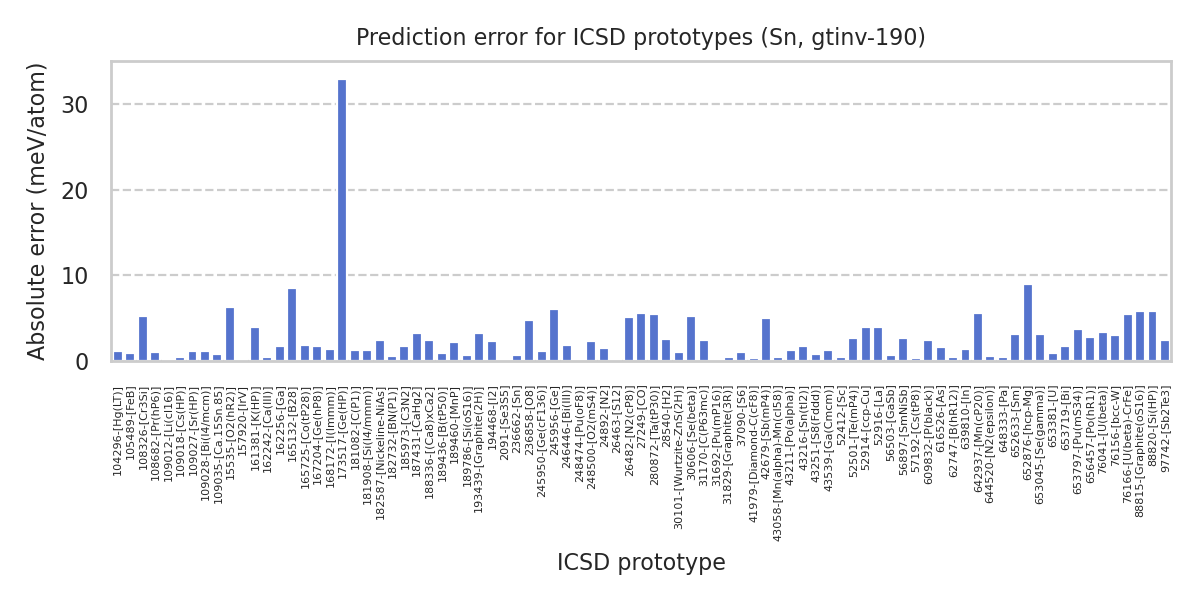 Prediction error for ICSD prototypes (Sn, gtinv-190)
Absolute error (meV/atom)
30
20
10
0
104296-[Hg(LT)]
105489-[FeB]
108326-[Cr3Si]
108682-[Pr(hP6)]
109012-[Li(cI16)]
109018-[Cs(HP)]
109027-[Sr(HP)]
109028-[Bi(I4/mcm)]
109035-[Ca.15Sn.85]
15535-[O2(hR2)]
157920-[IrV]
161381-[K(HP)]
162242-[Ca(III)]
162256-[Ga]
165132-[B28]
165725-[Co(tP28)]
167204-[Ge(hP8)]
168172-[I(Immm)]
173517-[Ge(HP)]
181082-[C(P1)]
181908-[Si(I4/mmm)]
182587-[Nickeline-NiAs]
182732-[BN(P1)]
185973-[C3N2]
187431-[CaHg2]
188336-[(Ca8)xCa2]
189436-[B(tP50)]
189460-[MnP]
189786-[Si(oS16)]
193439-[Graphite(2H)]
194468-[I2]
2091-[Se3S5]
236662-[Sn]
236858-[O8]
245950-[Ge(cF136)]
245956-[Ge]
246446-[Bi(III)]
248474-[Pu(oF8)]
248500-[O2(mS4)]
24892-[N2]
26463-[S12]
26482-[N2(cP8)]
27249-[CO]
280872-[Ta(tP30)]
28540-[H2]
30101-[Wurtzite-ZnS(2H)]
30606-[Se(beta)]
31170-[C(P63mc)]
31692-[Pu(mP16)]
31829-[Graphite(3R)]
37090-[S6]
41979-[Diamond-C(cF8)]
42679-[Sb(mP4)]
43058-[Mn(alpha)-Mn(cI58)]
43211-[Po(alpha)]
43216-[Sn(tI2)]
43251-[S8(Fddd)]
43539-[Ga(Cmcm)]
52412-[Sc]
52501-[Te(mP4)]
52914-[ccp-Cu]
52916-[La]
56503-[GaSb]
56897-[SmNiSb]
57192-[Cs(tP8)]
609832-[P(black)]
616526-[As]
62747-[B(hR12)]
639810-[In]
642937-[Mn(cP20)]
644520-[N2(epsilon)]
648333-[Pa]
652633-[Sm]
652876-[hcp-Mg]
653045-[Se(gamma)]
653381-[U]
653719-[Bi]
653797-[Pu(mS34)]
656457-[Po(hR1)]
76041-[U(beta)]
76156-[bcc-W]
76166-[U(beta)-CrFe]
88815-[Graphite(oS16)]
88820-[Si(HP)]
97742-[Sb2Te3]
ICSD prototype